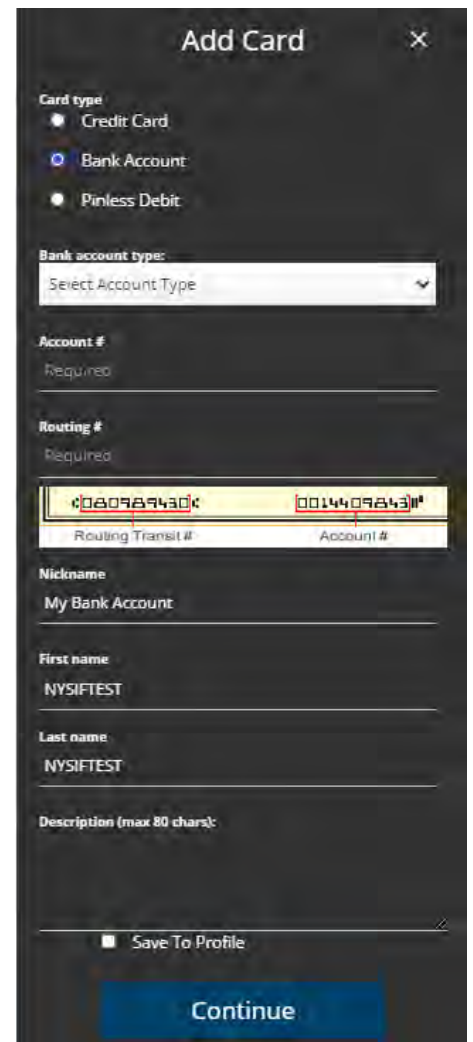 Add Card ×
Card type
Credit Card
Bank Account
Pinless Debit
Bank account type:
Select Account Type
Account #
Required
Routing #
Required
080989430 0014409843
Routing Transit # Account #
Nickname
My Bank Account
First name
NYSIFTEST
Last name
NYSIFTEST
Description (max 80 chars):
Save To Profile
Continue